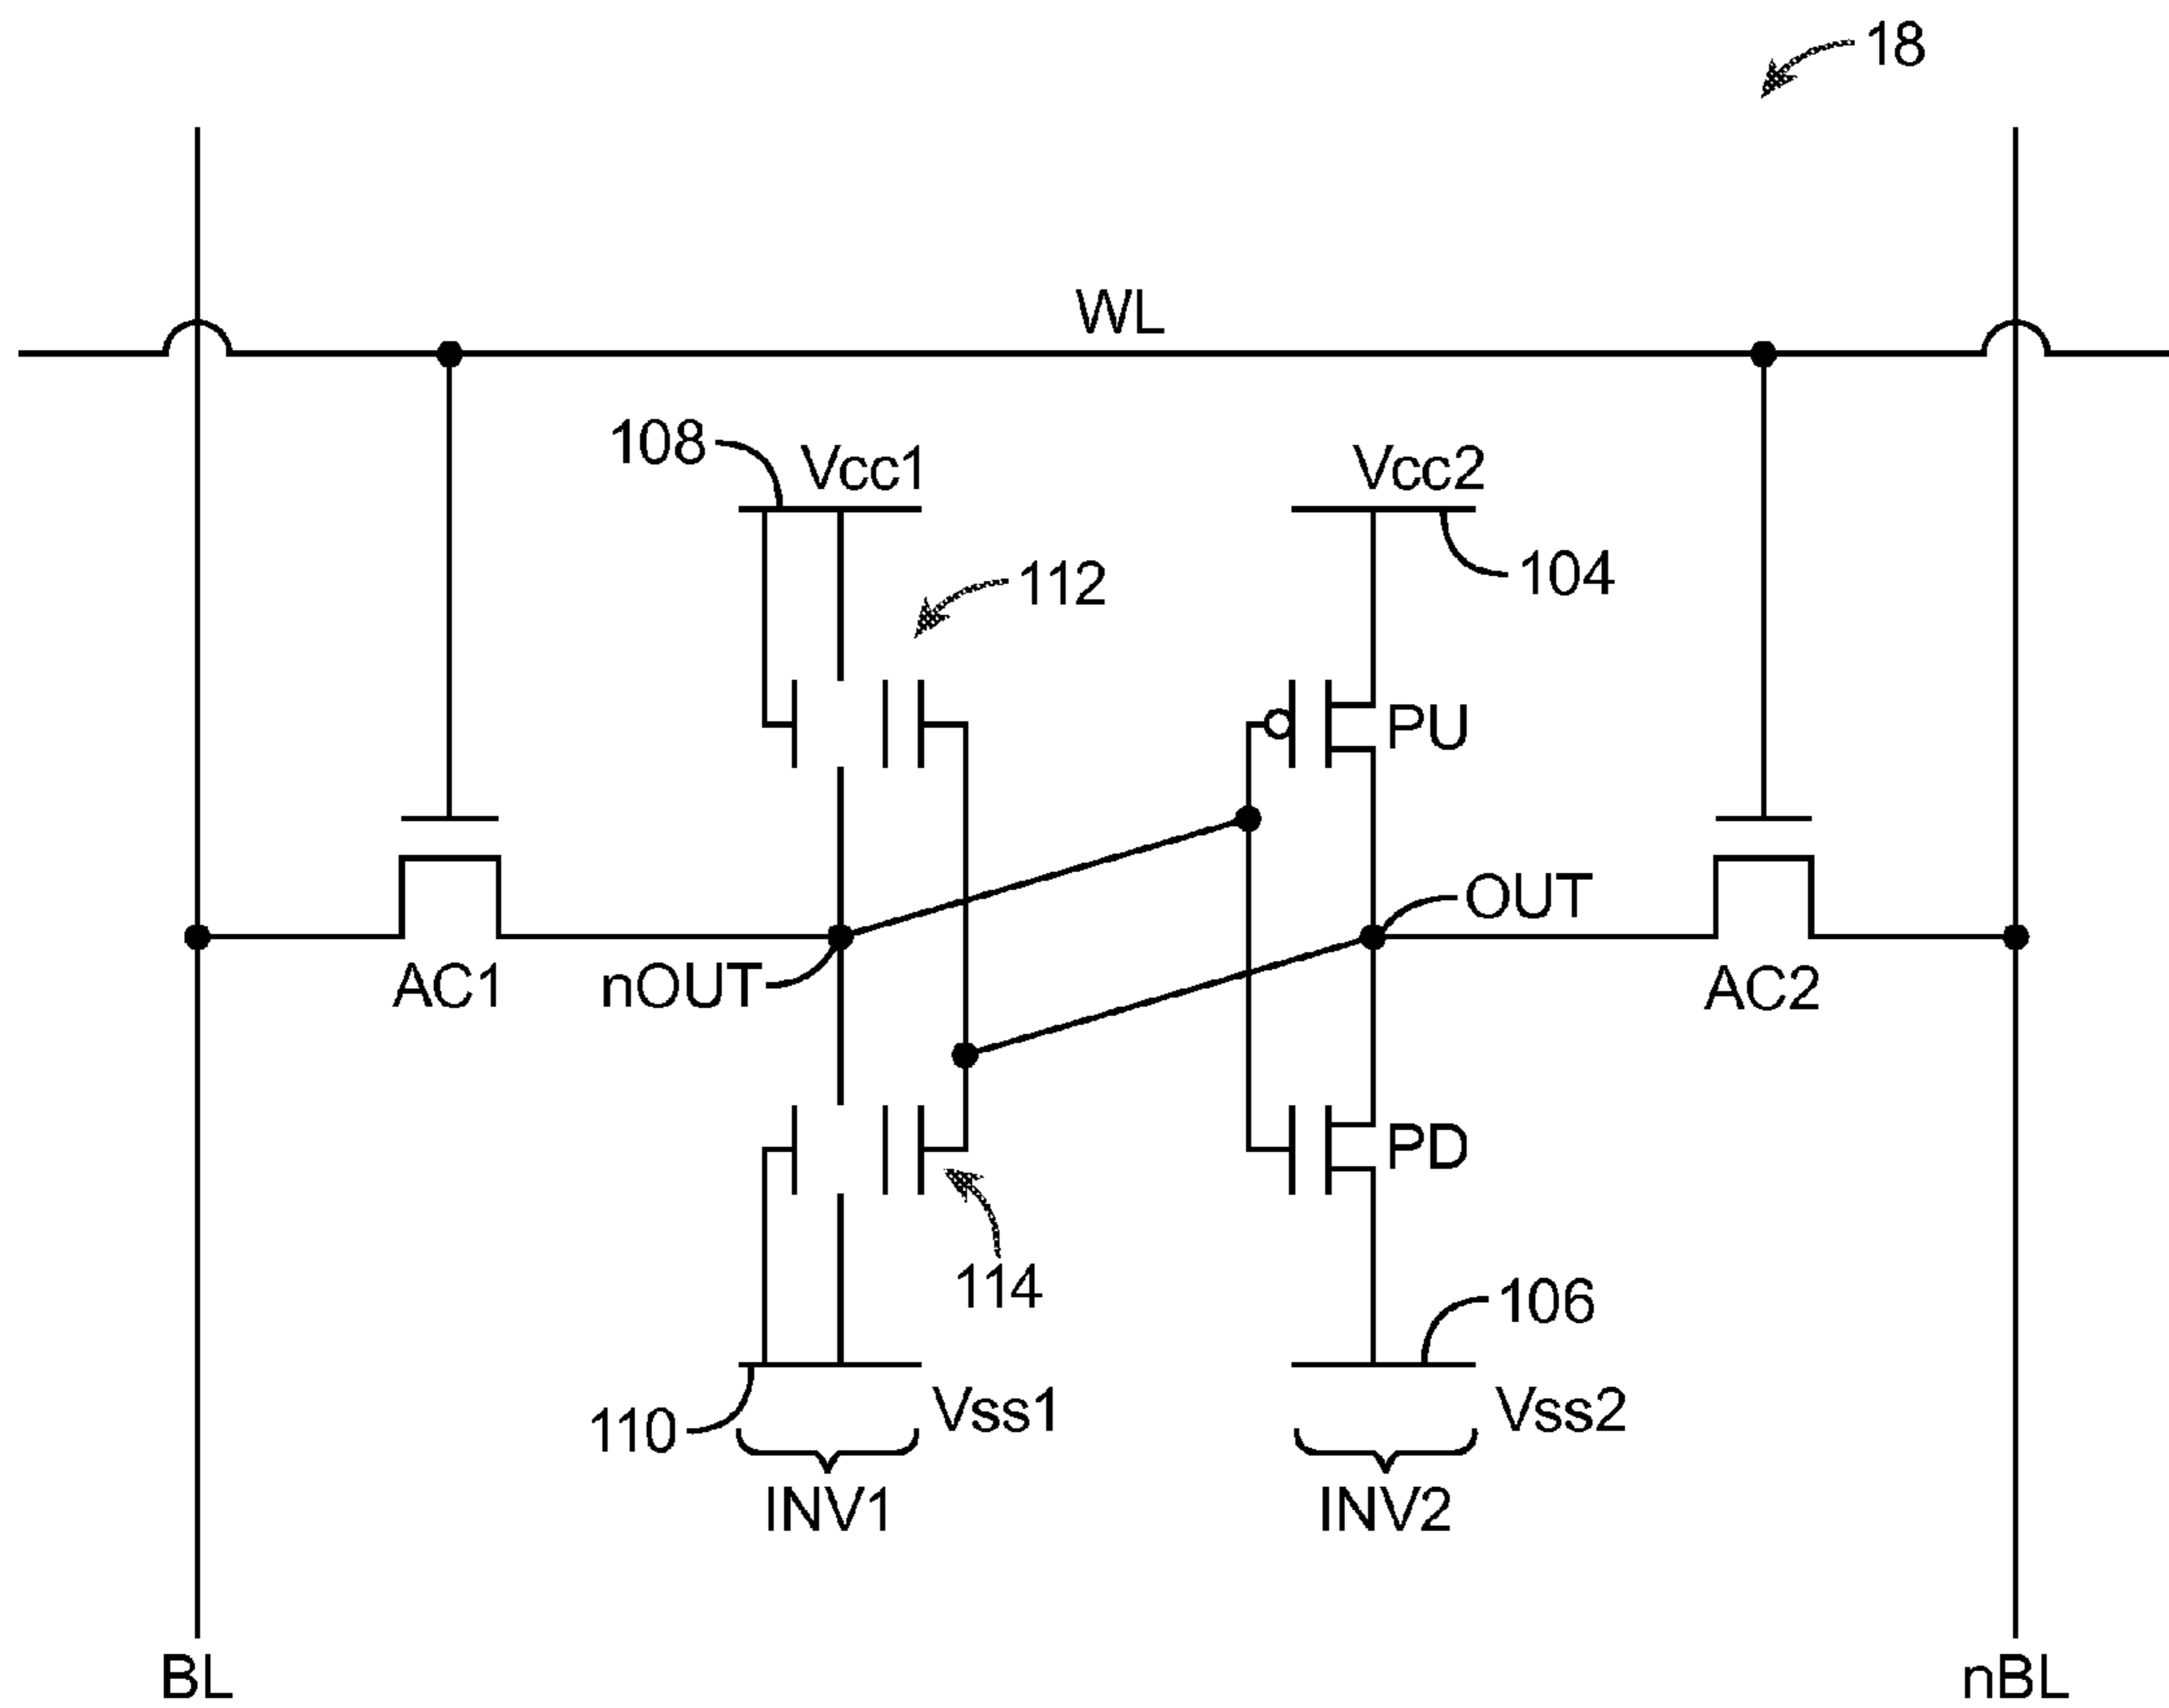 18
WL
108
Vcc1
Vcc2
112
104
PU
OUT
AC1
nOUT
AC2
PD
114
106
110
Vss1
Vss2
INV1
INV2
BL
nBL